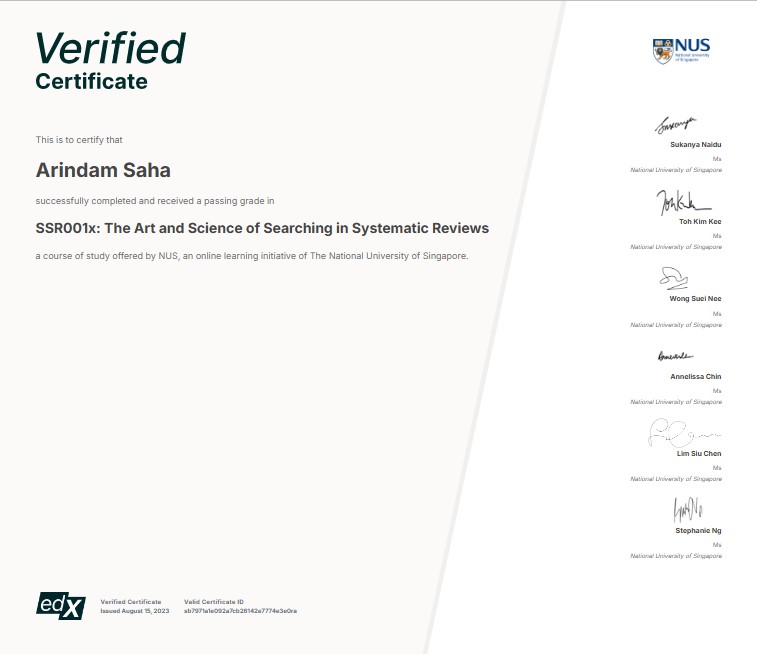 Verified
Certificate
This is to certify that
Arindam Saha
successfully completed and received a passing grade in
SSR001x: The Art and Science of Searching in Systematic Reviews
a course of study offered by NUS, an online learning initiative of The National University of Singapore.
NUS
National University
of Singapore
Sukanya Naidu
Ms
National University of Singapore
Toh Kim Kee
Ms
National University of Singapore
Wong Suei Nee
Ms
National University of Singapore
Annelissa Chin
Ms
National University of Singapore
Lim Siu Chen
Ms
National University of Singapore
Stephanie Ng
Ms
National University of Singapore
edX
Verified Certificate
Issued August 15, 2023
Valid Certificate ID